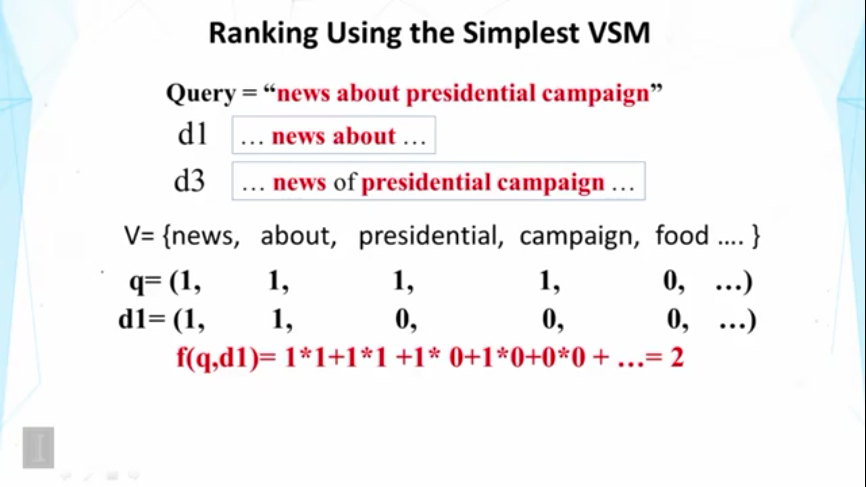 Ranking Using the Simplest VSM
Query = “news about presidential campaign”
d1 … news about …
d3 … news of presidential campaign …
V= {news, about, presidential, campaign, food .... }
q= (1, 1, 1, 1, 0, …)
d1= (1, 1, 0, 0, 0, …)
f(q,d1)= 1*1+1*1 +1* 0+1*0+0*0 + …= 2
I